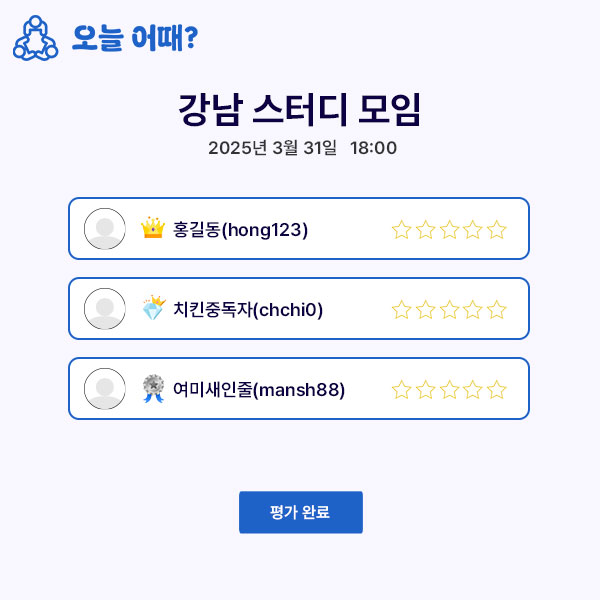 오늘 어때?
강남 스터디 모임
2025년 3월 31일 18:00
홍길동(hong123)
치킨중독자(chchi0)
여미새인줄(mansh88)
평가 완료